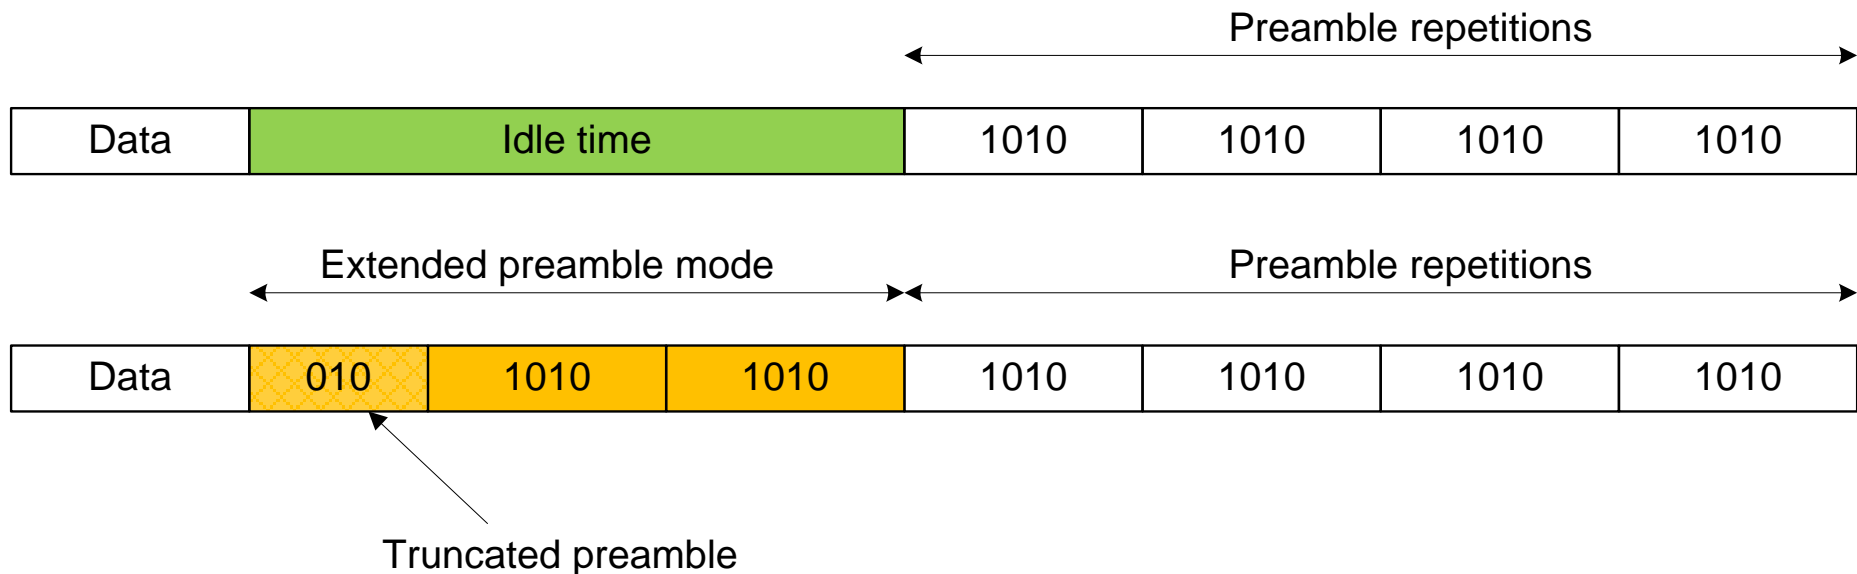 Preamble repetitions
Data Idle time 1010 1010 1010 1010
Extended preamble mode Preamble repetitions
Data 010 1010 1010 1010 1010 1010 1010
Truncated preamble